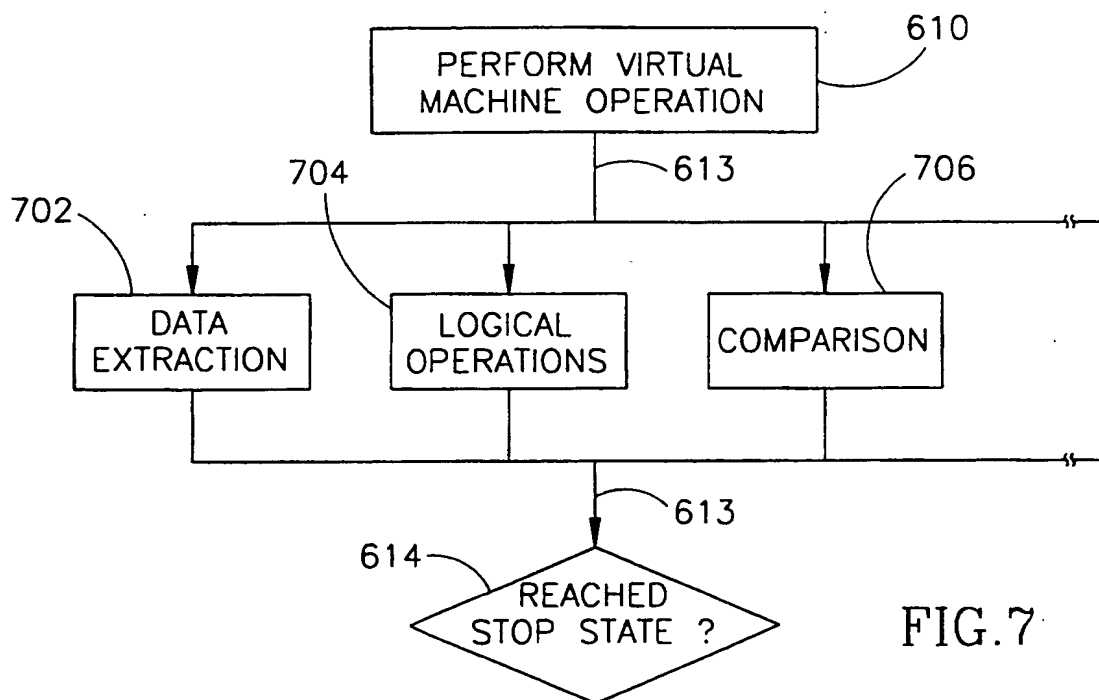 610
PERFORM VIRTUAL
MACHINE OPERATION
613
704
706
702
DATA
EXTRACTION
LOGICAL
OPERATIONS
COMPARISON
613
614
REACHED
STOP STATE ?
FIG.7